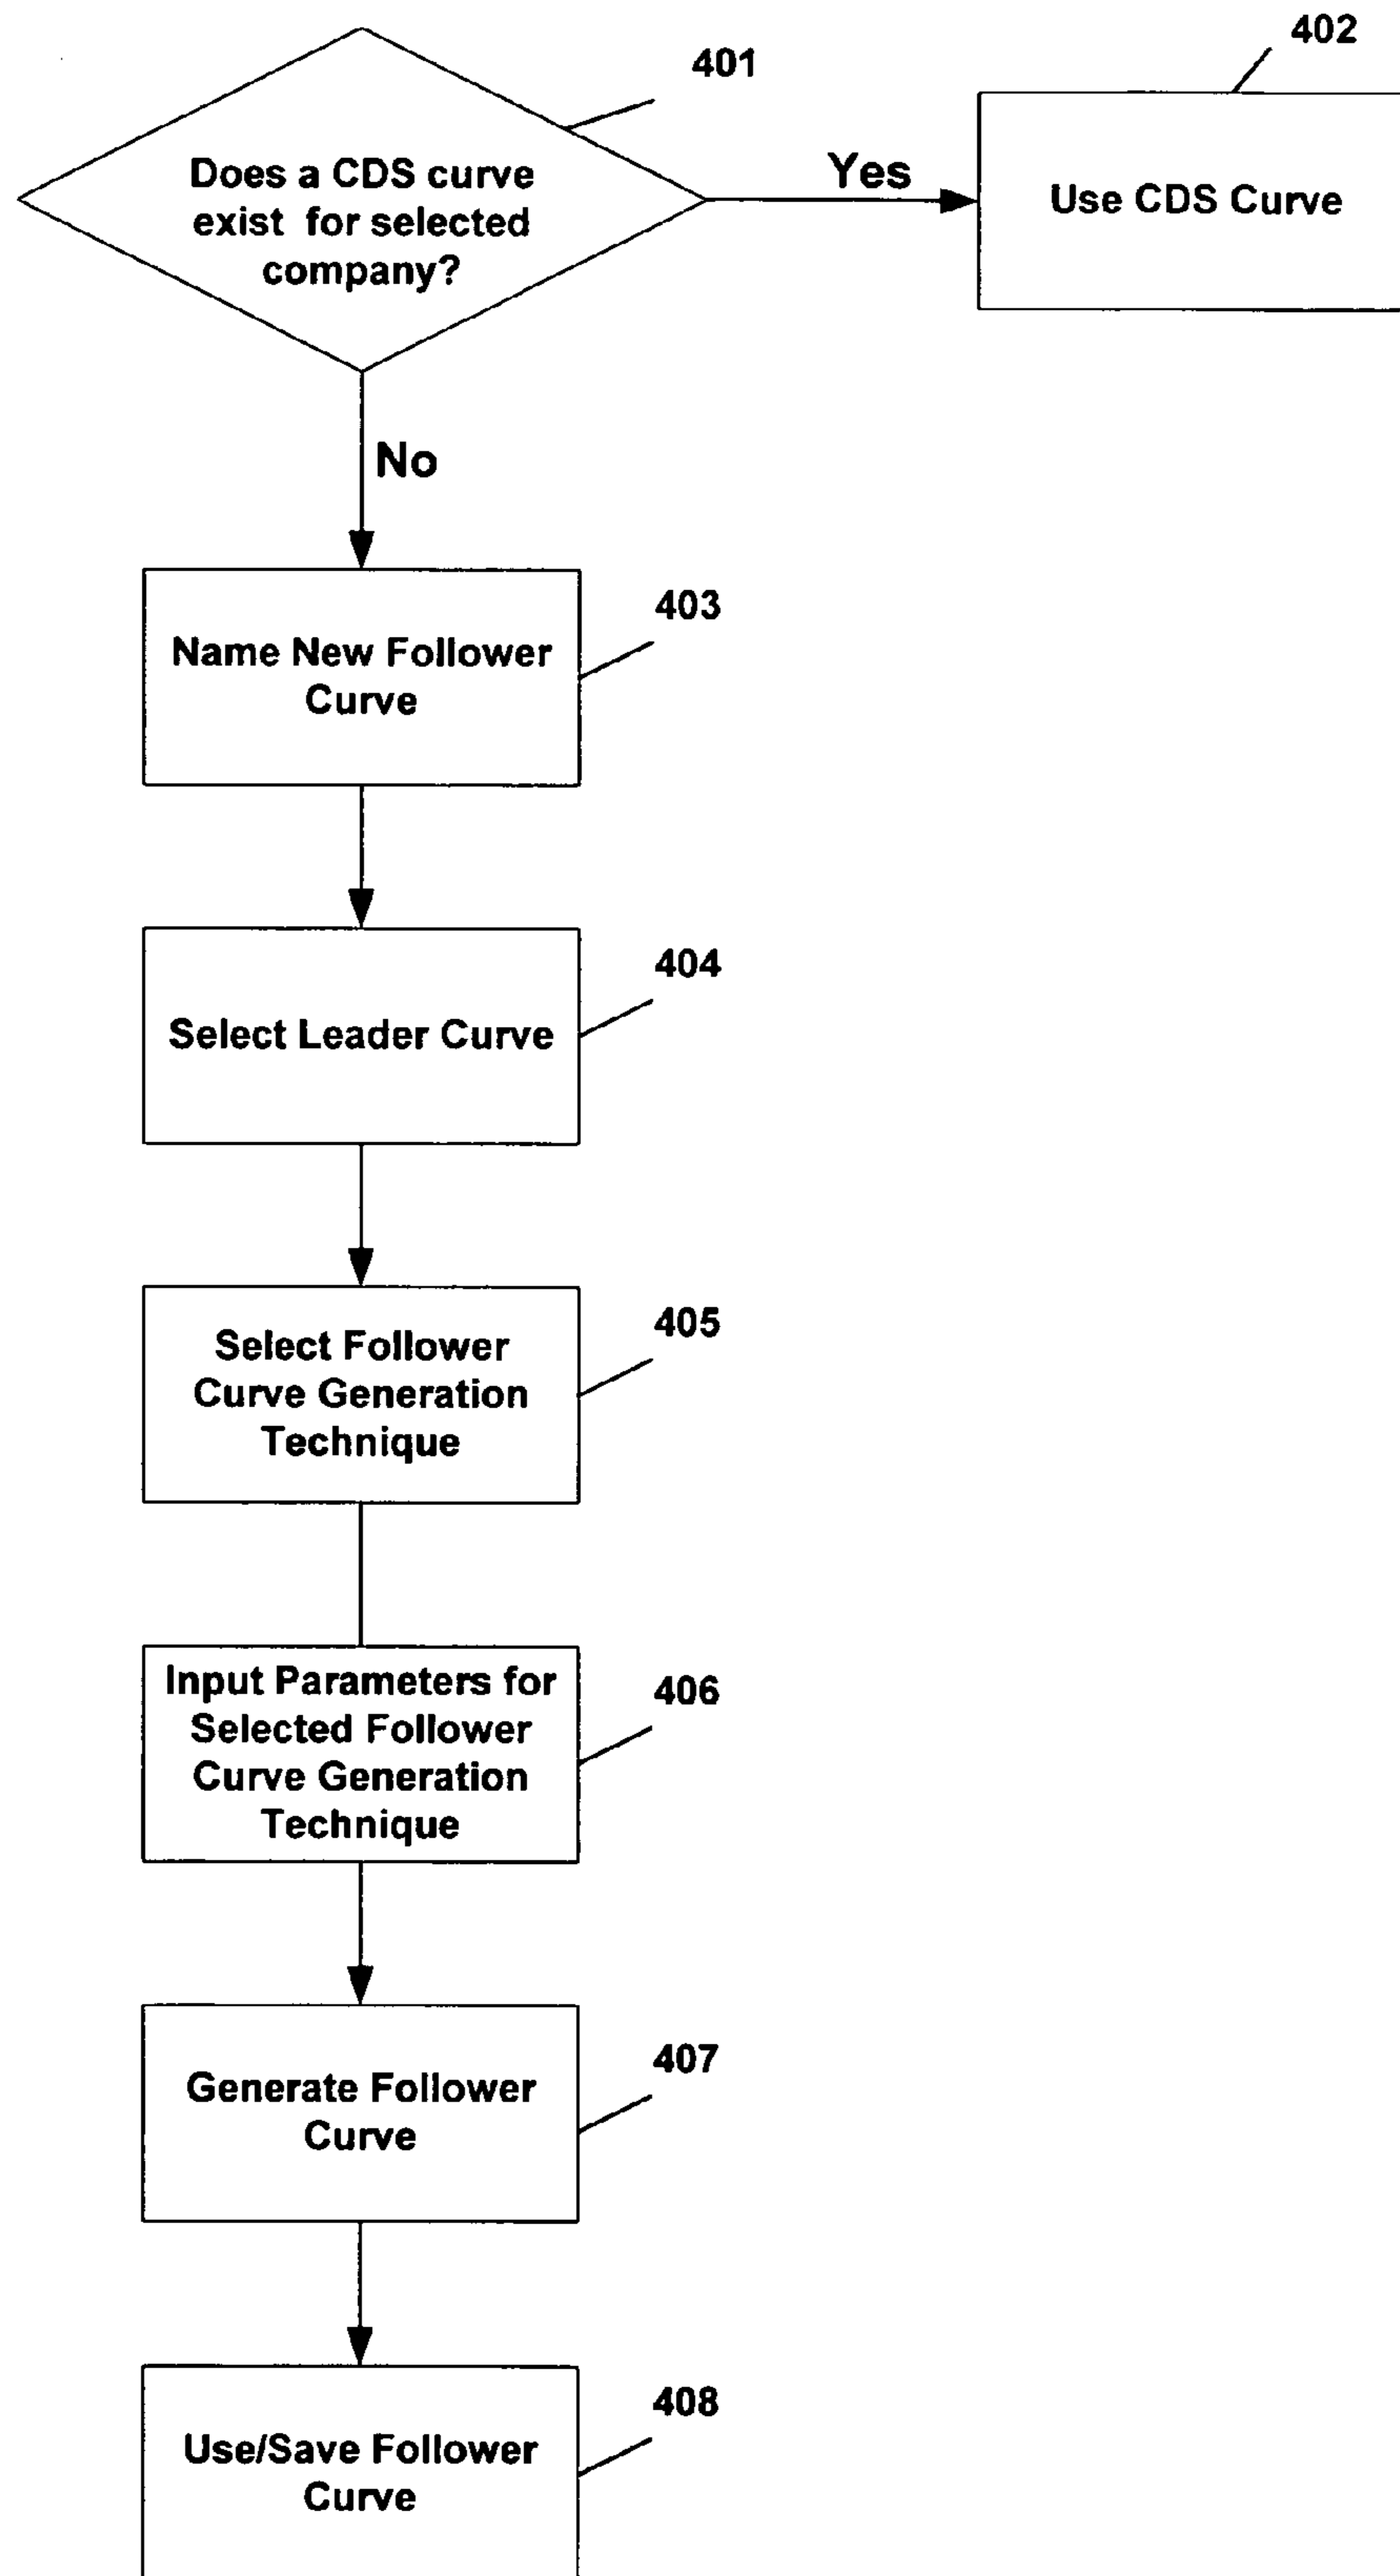 401
402
Does a CDS curve
exist for selected
company?
Yes
Use CDS Curve
No
403
Name New Follower
Curve
404
Select Leader Curve
405
Select Follower
Curve Generation
Technique
406
Input Parameters for
Selected Follower
Curve Generation
Technique
407
Generate Follower
Curve
408
Use/Save Follower
Curve